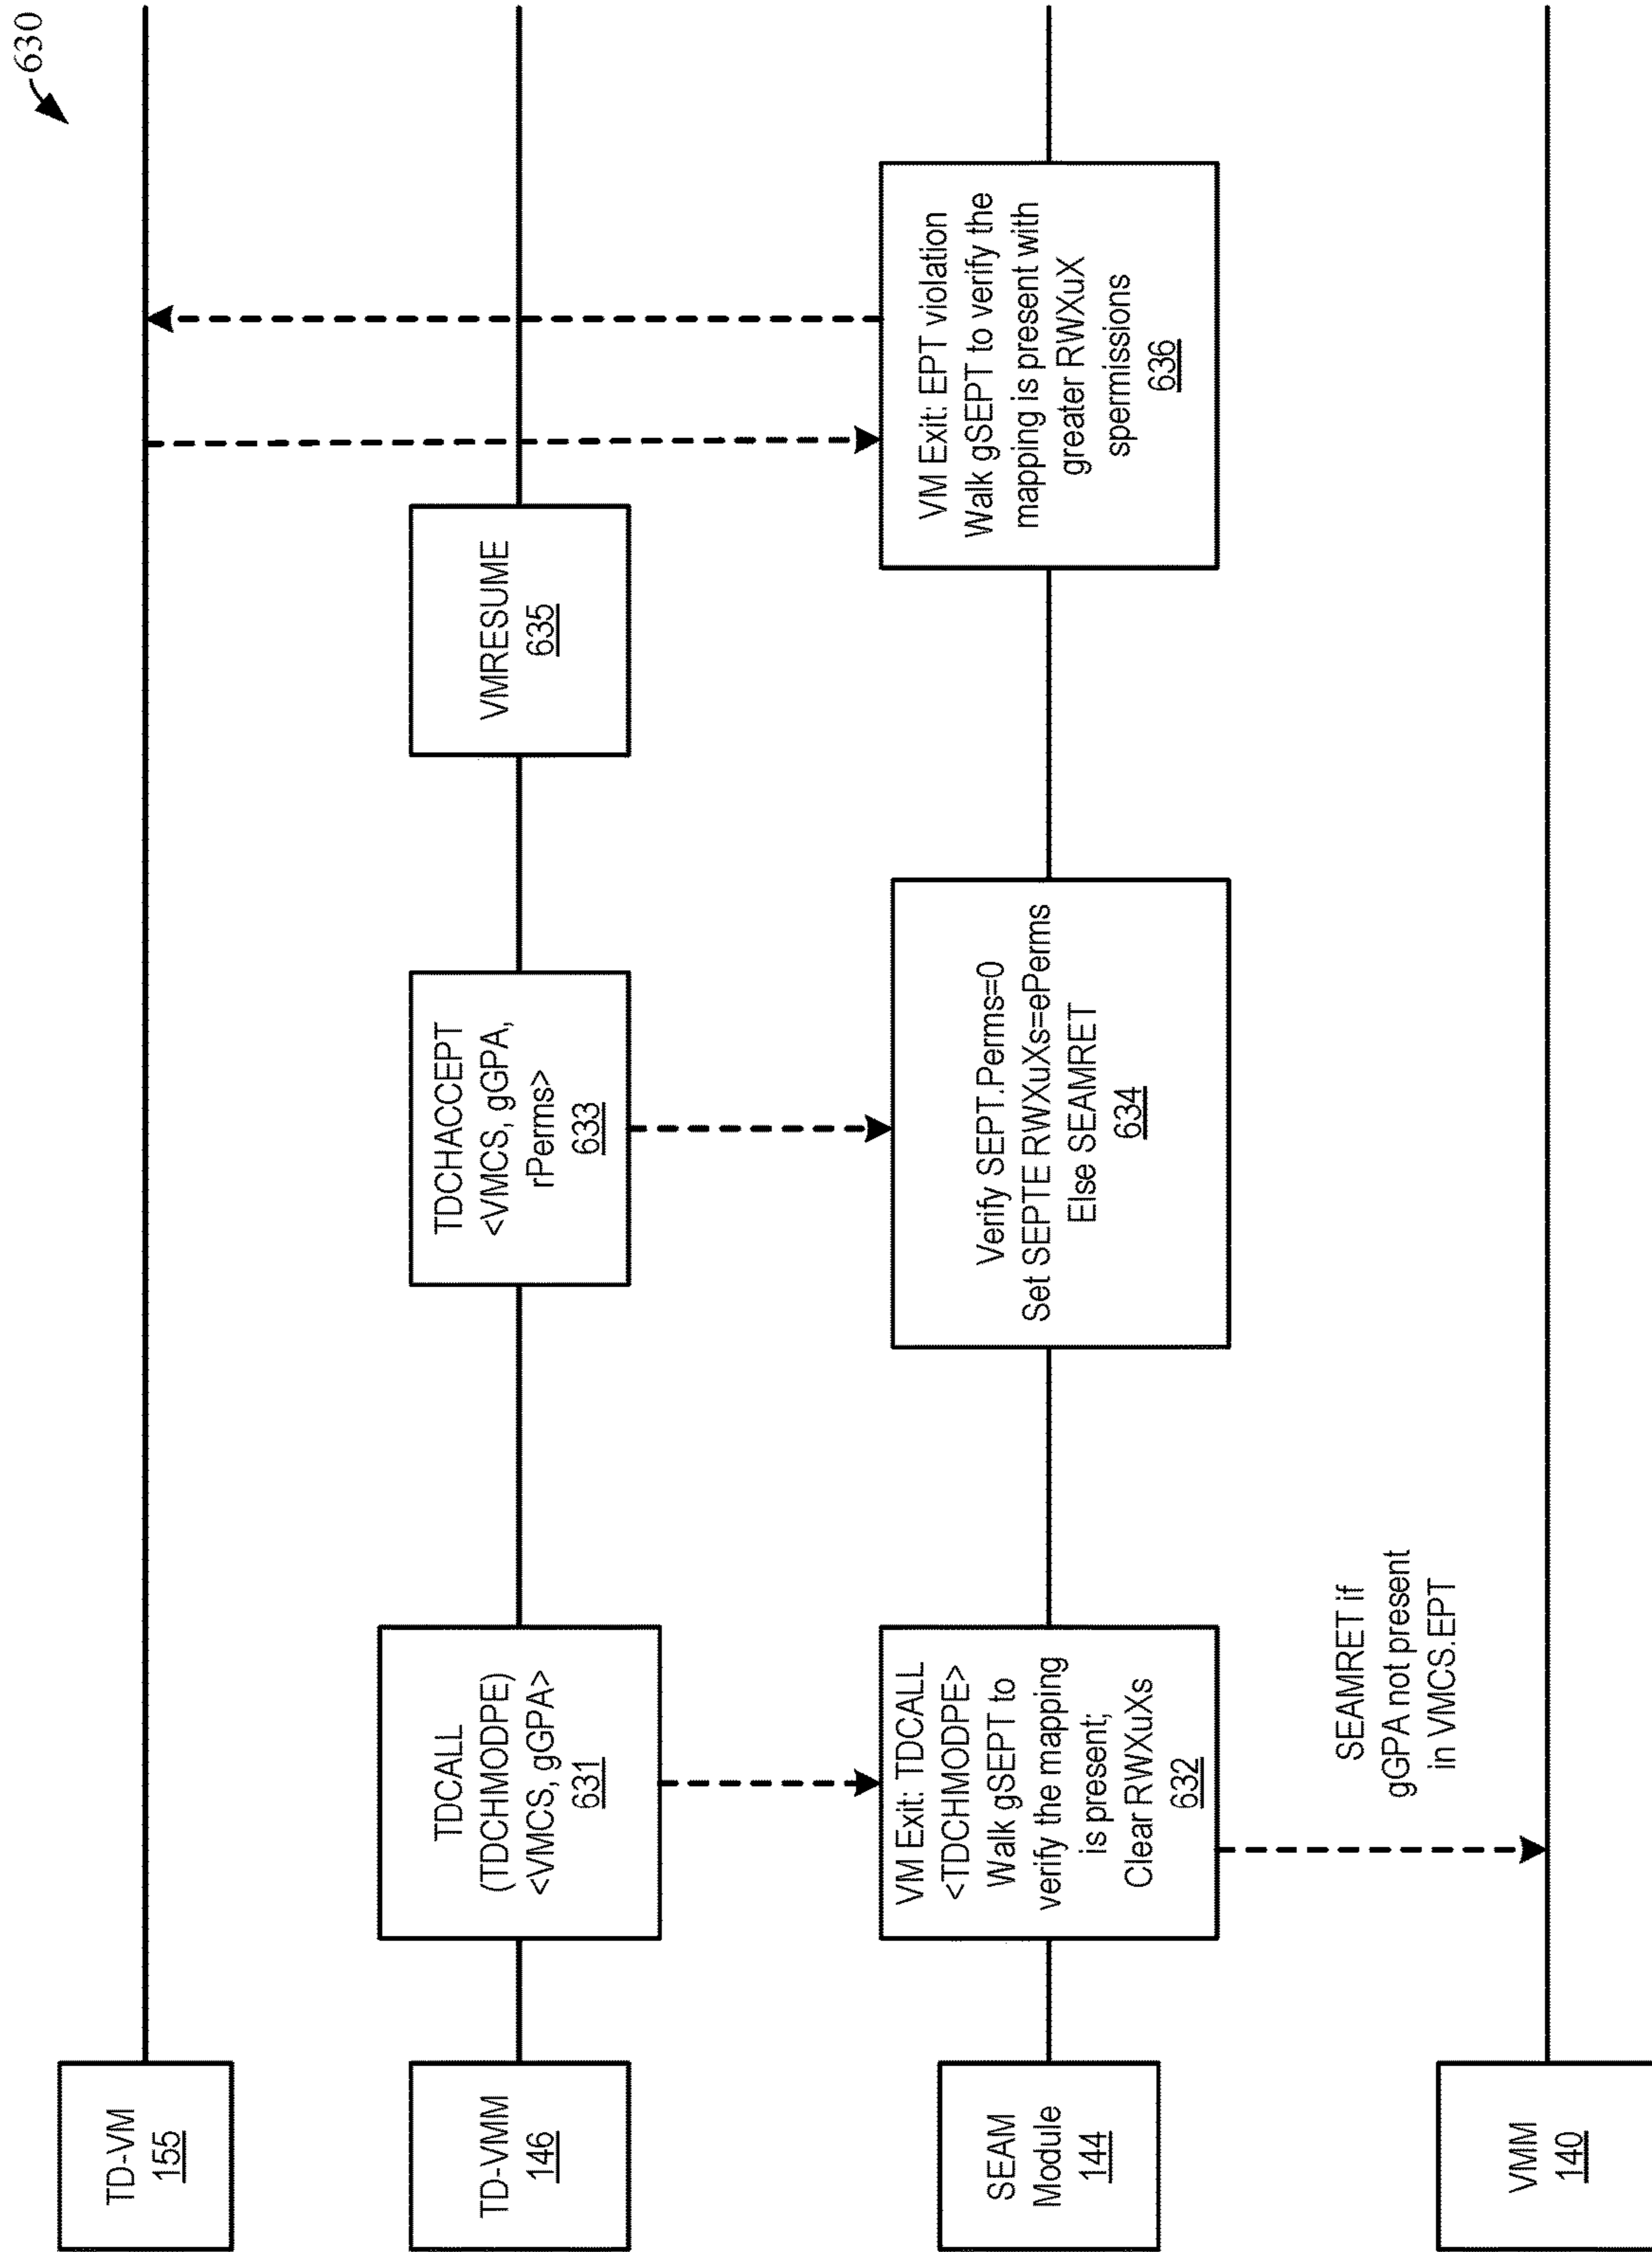 630
TD-VM
155
TD-VMM
146
SEAM
Module
144
VMM
140
TDCALL
(TDCHMODPE)
<VMCS, gGPA>
631
VM Exit: TDCALL
<TDCHMODPE>
Walk gSEPT to
verify the mapping
is present;
Clear RWXuXs
632
SEAMRET if
gGPA not present
in VMCS.EPT
TDCHACCEPT
<VMCS, gGPA,
rPerms>
633
Verify SEPT.Perms=0
Set SEPTE RWXuXs=ePerms
Else SEAMRET
634
VMRESUME
635
VM Exit: EPT violation
Walk gSEPT to verify the
mapping is present with
greater RWXuX
spermissions
636